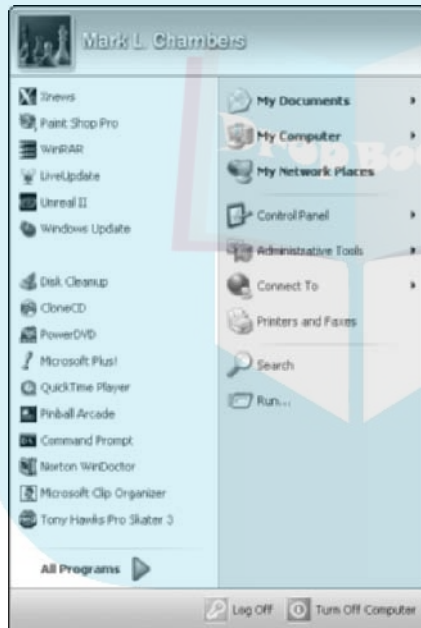 Mark L. Chambers
Xnews
Paint Shop Pro
WinRAR
LiveUpdate
Unreal II
Windows Update
Disk Cleanup
CloneCD
PowerDVD
Microsoft Plus!
QuickTime Player
Pinball Arcade
Command Prompt
Norton WinDoctor
Microsoft Clip Organizer
Tony Hawks Pro Skater 3
All Programs
My Documents
My Computer
Drop Boo
My Network Places
Control Panel
Administrative Tools
Connect To
Printers and Faxes
Search
Run...
Log Off
Turn Off Computer